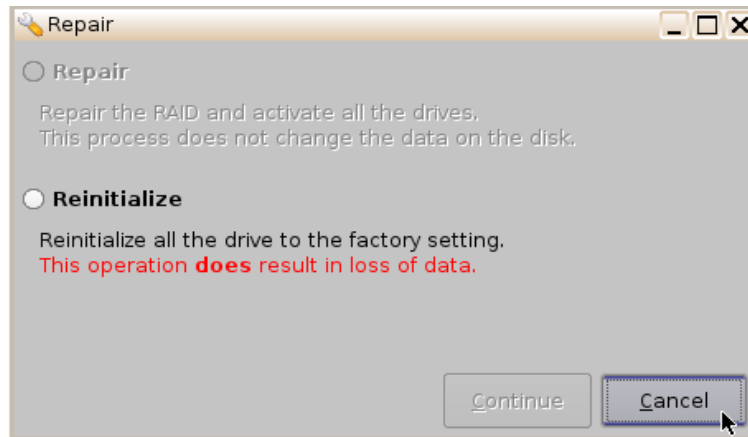 Repair
Repair
Repair the RAID and activate all the drives.
This process does not change the data on the disk.
Reinitialize
Reinitialize all the drive to the factory setting.
This operation does result in loss of data.
Continue Cancel